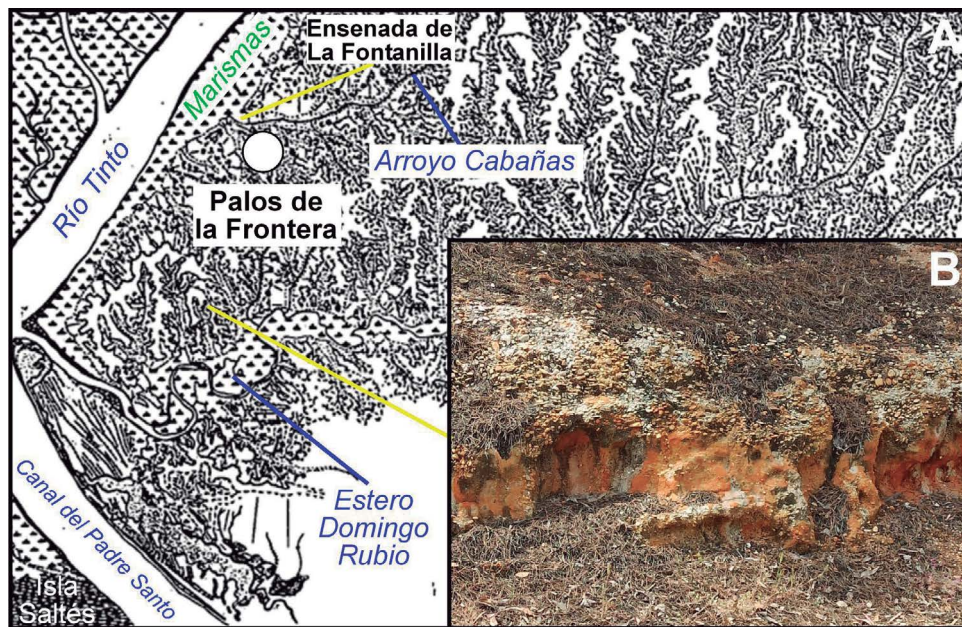 A
Ensenada de
La Fontanilla
Marismas
Río Tinto
Arroyo Cabañas
Palos de
la Frontera
B
Estero
Domingo
Rubio
Canal del Padre Santo
Isla
Saltés